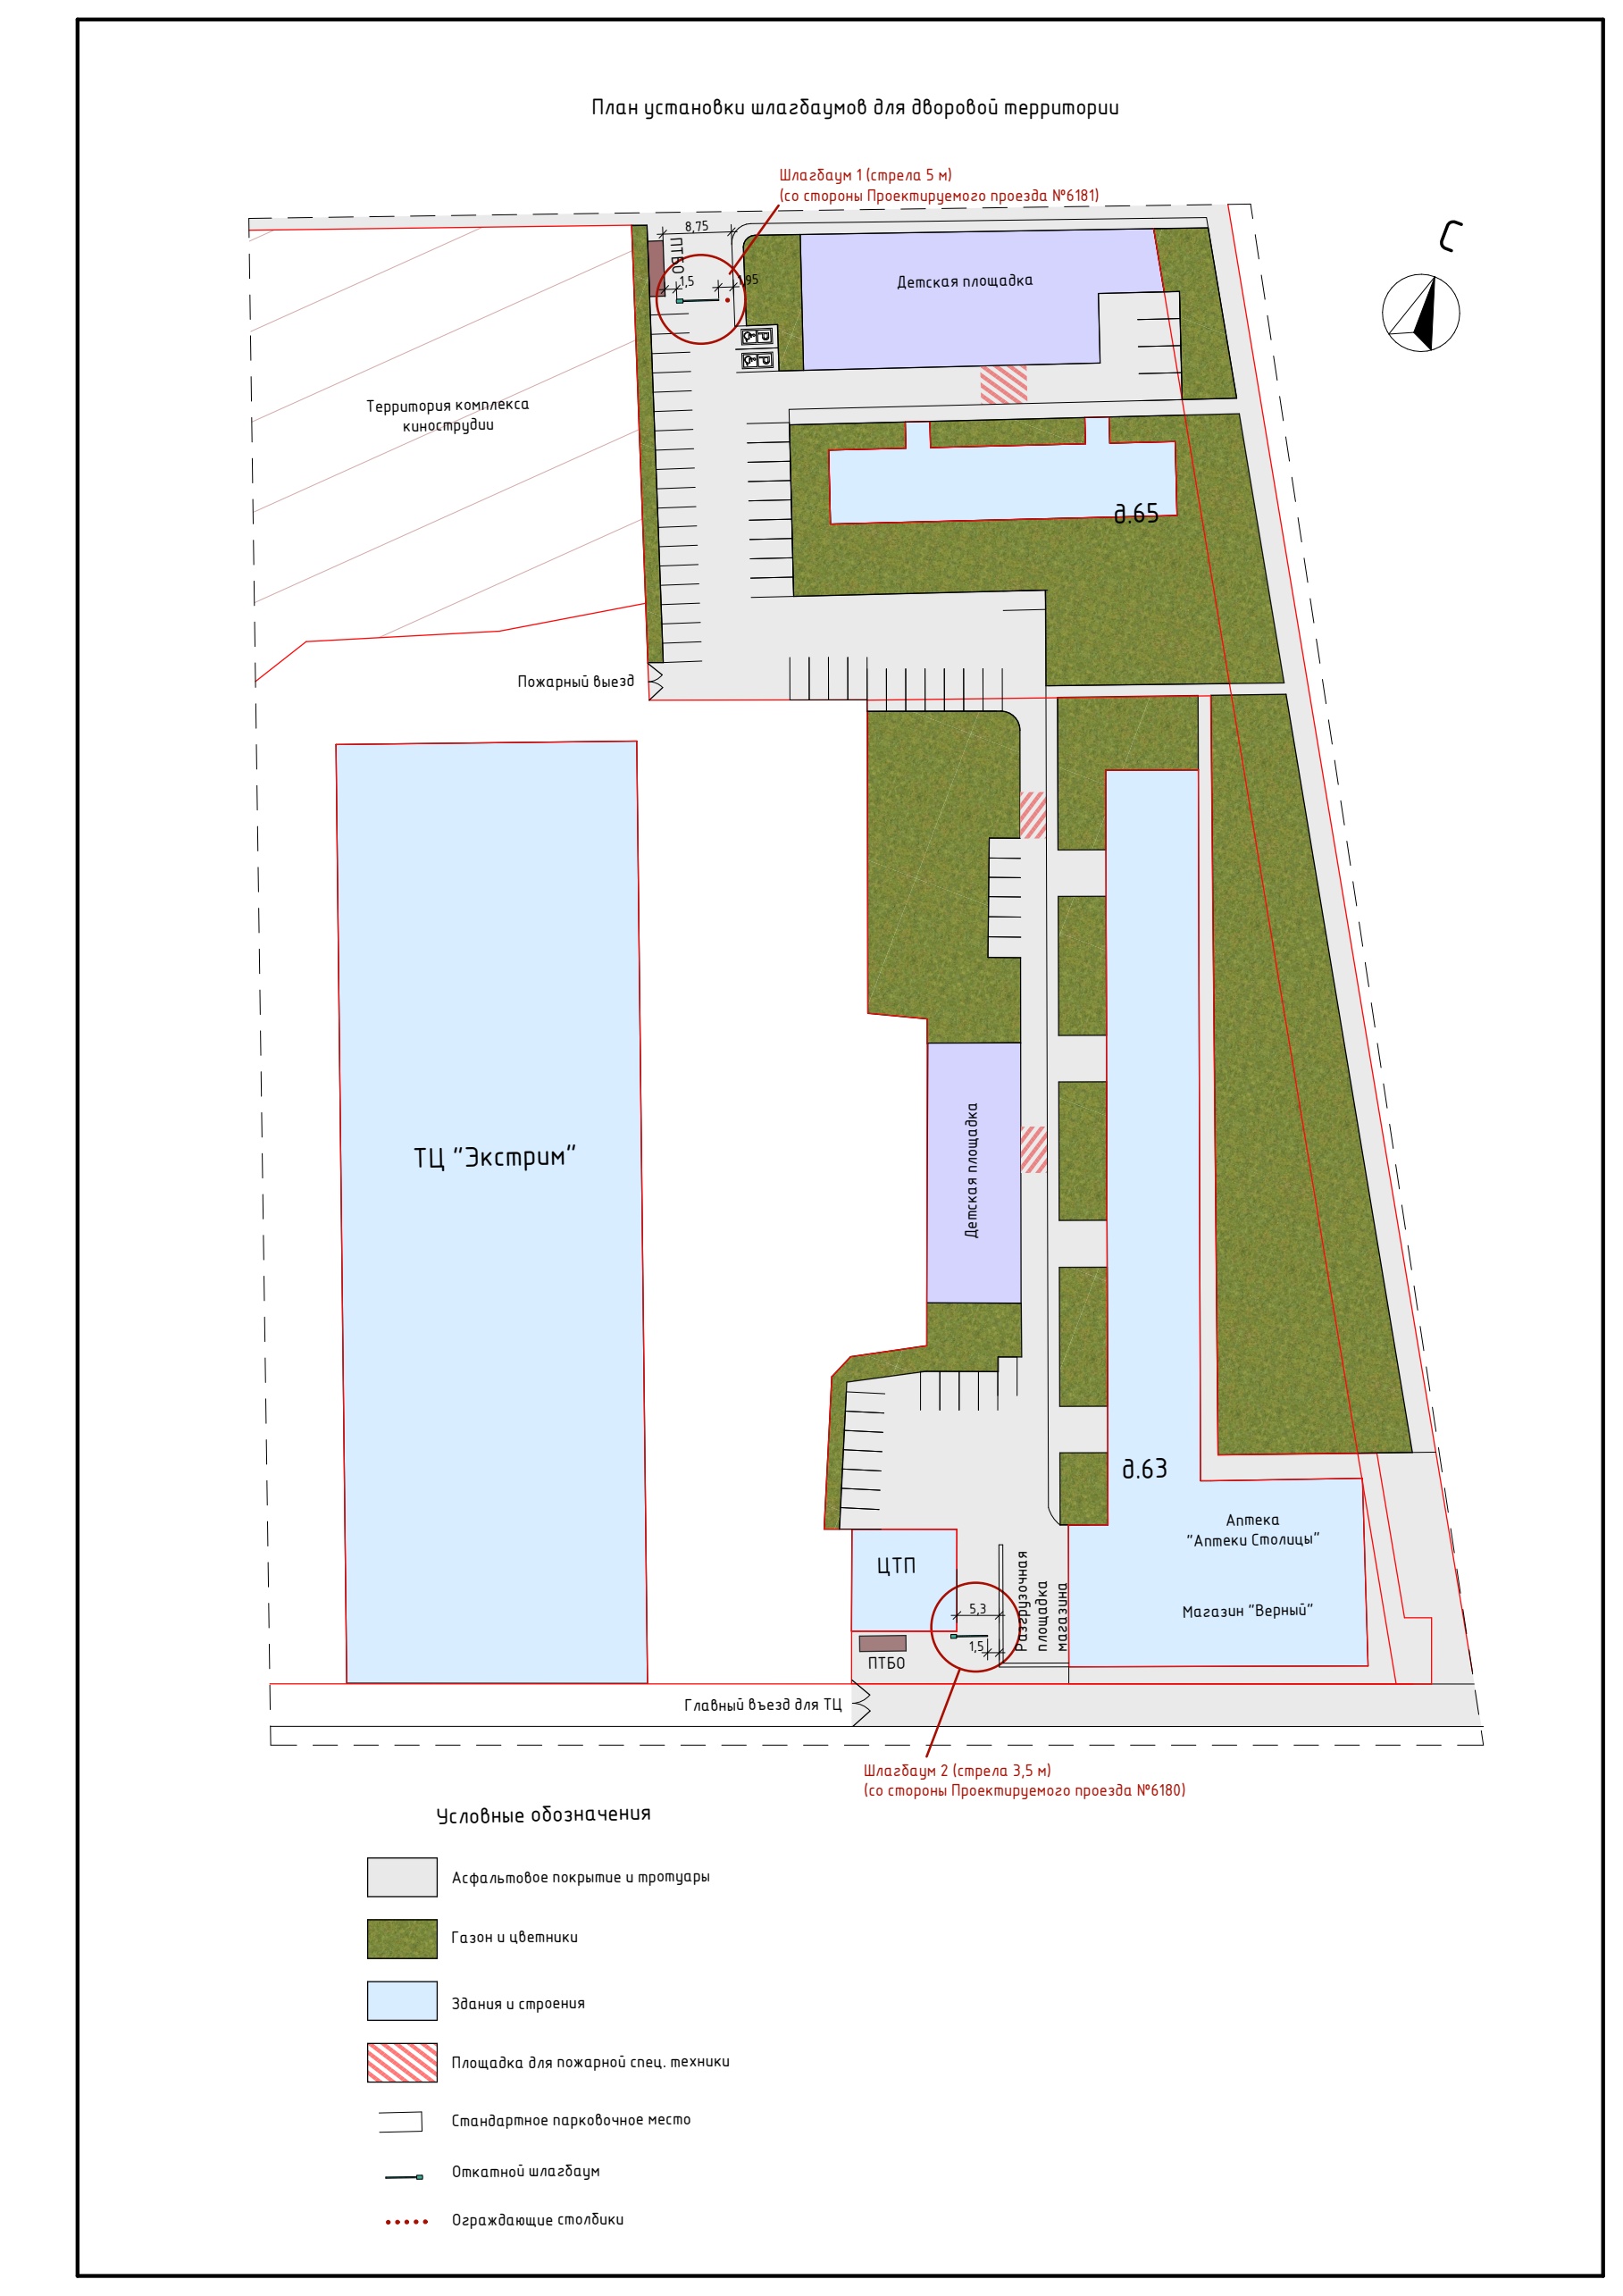 План установки шлагбаумов для дворовой территории
Шлагбаум 1 (стрела 5 м)
(со стороны Проектируемого проезда №6181)
С
8,75
ПТБО
1,5
1,95
Детская площадка
Р
Р
Территория комплекса
кинострудии
д.65
Пожарный выезд
ТЦ "Экстрим"
Детская площадка
д.63
Аптека
"Аптеки Столицы"
ЦТП
Разгрузочная
площадка
магазина
5,3
Магазин "Верный"
1,5
ПТБО
Главный въезд для ТЦ
Шлагбаум 2 (стрела 3,5 м)
(со стороны Проектируемого проезда №6180)
Условные обозначения
Асфальтовое покрытие и тротуары
Газон и цветники
Здания и строения
Площадка для пожарной спец. техники
Стандартное парковочное место
Откатной шлагбаум
Ограждающие столбики